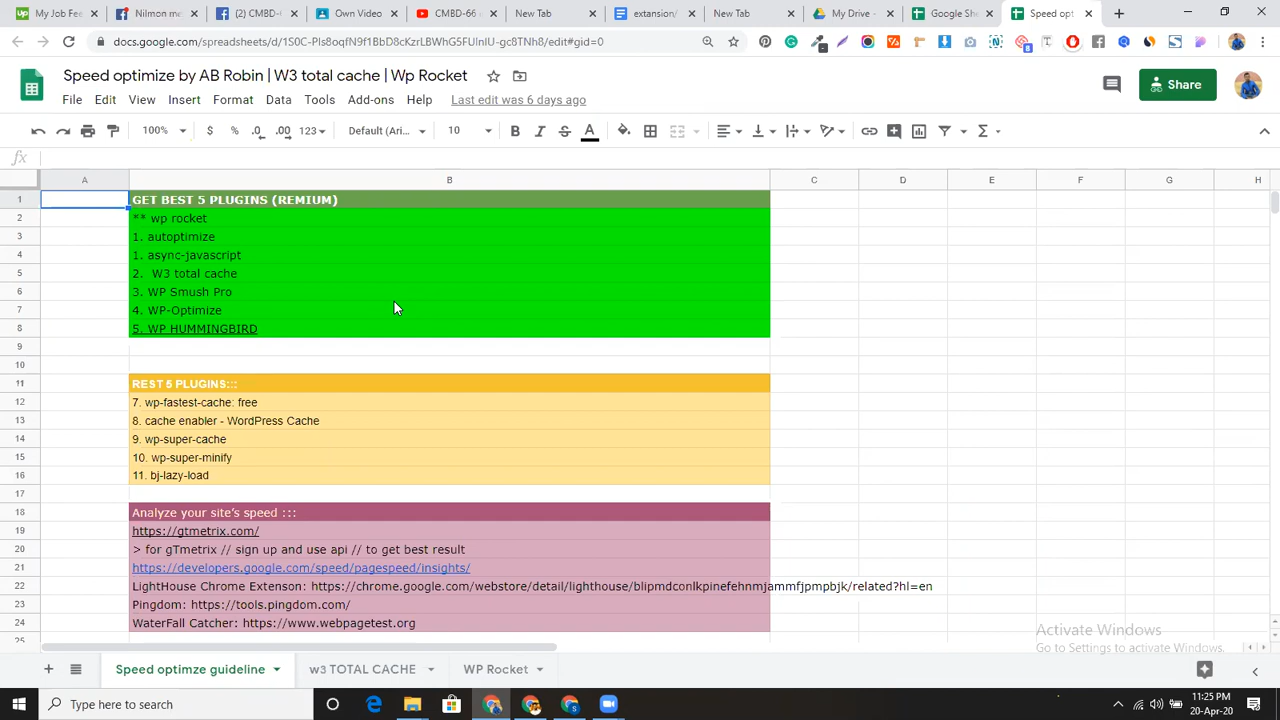 My Job Fee
Nilmon me
(34) CMBD-
Own Video
CMBD-66
New Tab
extansion/
New Tab
My Drive -
Google She
Speed opt
docs.google.com/spreadsheets/d/
/edit#gid=0
8
Speed optimize by AB Robin | W3 total cache | Wp Rocket
File Edit View Insert Format Data Tools Add-ons Help Last edit was 6 days ago
Share
100% $ % .0 .00 123 Default (Ari... 10 B I S A
fx
A B C D E F G H
1 GET BEST 5 PLUGINS (REMIUM)
2 ** wp rocket
3 1. autoptimize
4 1. async-javascript
5 2. W3 total cache
6 3. WP Smush Pro
7 4. WP-Optimize
8 5. WP HUMMINGBIRD
9
10
11 REST 5 PLUGINS:::
12 7. wp-fastest-cache: free
13 8. cache enabler - WordPress Cache
14 9. wp-super-cache
15 10. wp-super-minify
16 11. bj-lazy-load
17
18 Analyze your site's speed :::
19 https://gtmetrix.com/
20 > for gTmetrix // sign up and use api // to get best result
21 https://developers.google.com/speed/pagespeed/insights/
22 LightHouse Chrome Extenson: https://chrome.google.com/webstore/detail/lighthouse/blipmdconlkpinefehnmjammfjpmpbjk/related?hl=en
23 Pingdom: https://tools.pingdom.com/
24 WaterFall Catcher: https://www.webpagetest.org
25
Activate Windows
Go to Settings to activate Windows.
Speed optimze guideline w3 TOTAL CACHE WP Rocket
Type here to search
11:25 PM
20-Apr-20